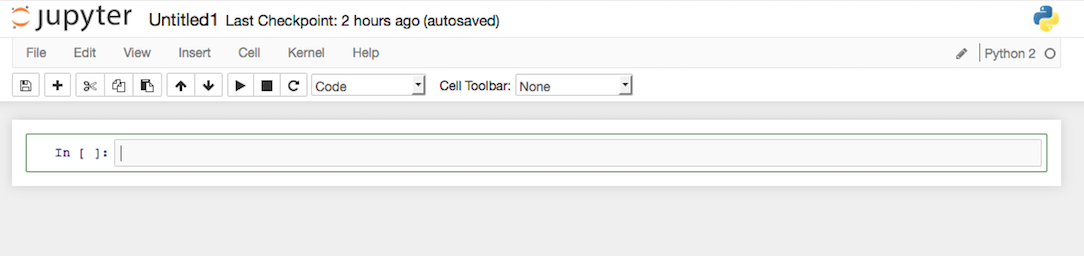 jupyter Untitled1 Last Checkpoint: 2 hours ago (autosaved)
File Edit View Insert Cell Kernel Help Python 2
Code Cell Toolbar: None
In [ ]: